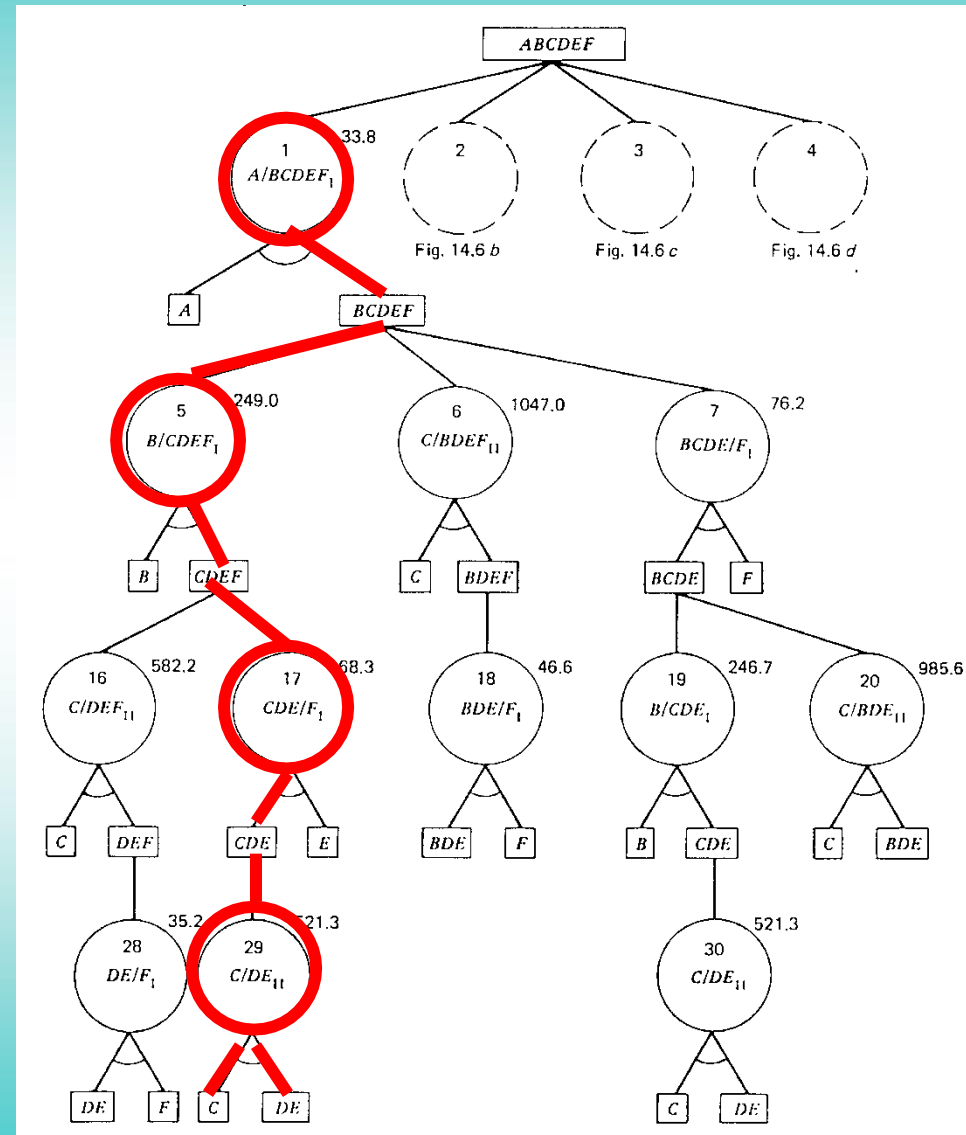 ABCDEF
1 33.8 2 3 4
A/BCDEF_I
Fig. 14.6 b Fig. 14.6 c Fig. 14.6 d
A BCDEF
5 249.0 6 1047.0 7 76.2
B/CDEF_I C/BDEF_II BCDE/F_I
B CDEF C BDEF BCDE F
16 582.2 17 68.3 18 46.6 19 246.7 20 985.6
C/DEF_II CDE/F_I BDE/F_I B/CDE_I C/BDE_II
C DEF CDE E BDE F B CDE C BDE
28 35.2 29 521.3 30 521.3
DE/F_I C/DE_II C/DE_II
DE F C DE C DE